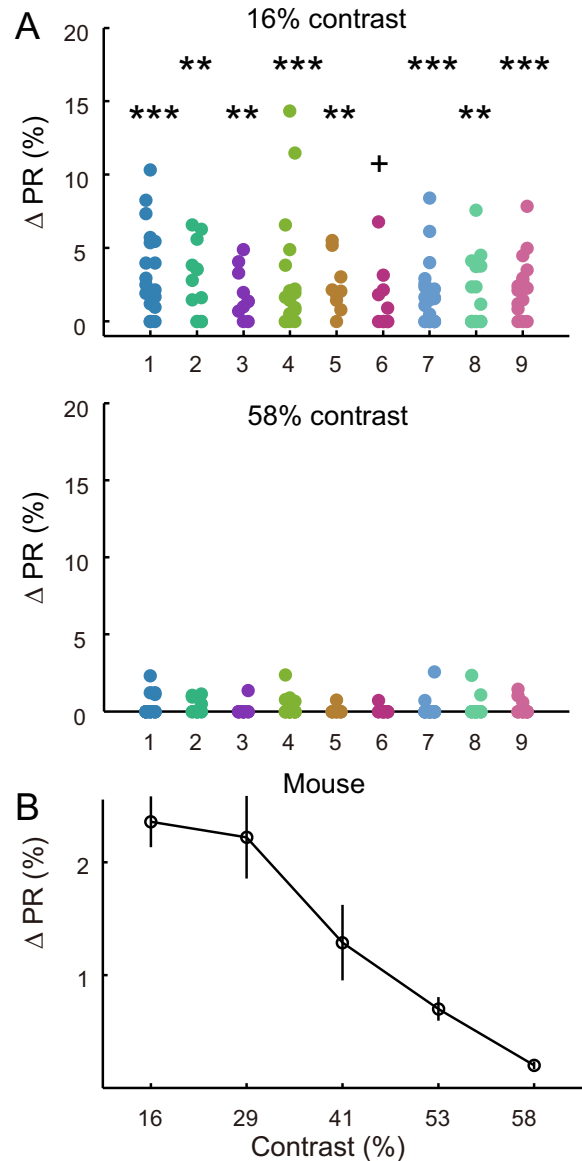 A
16% contrast
20
15
10
5
0
Δ PR (%)
*** ** ** *** ** + *** ** ***
1 2 3 4 5 6 7 8 9
58% contrast
20
15
10
5
0
Δ PR (%)
1 2 3 4 5 6 7 8 9
Mouse
B
2
1
Δ PR (%)
16 29 41 53 58
Contrast (%)